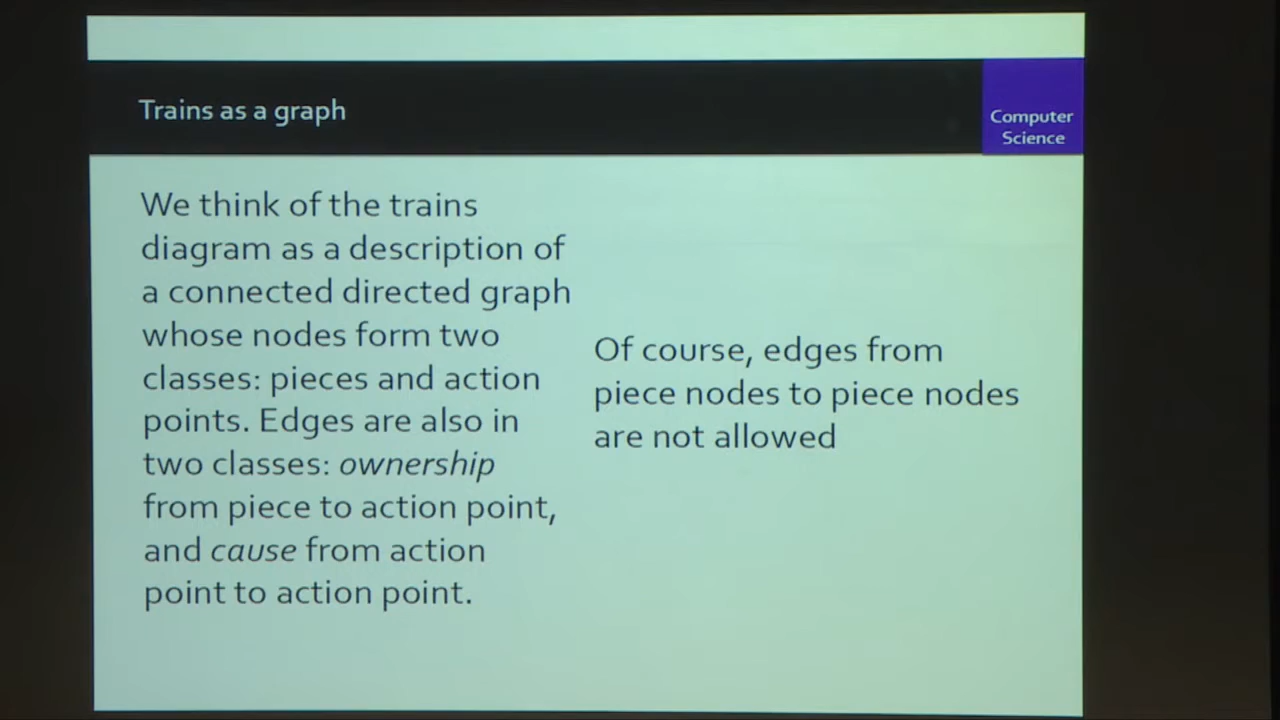 Trains as a graph
Computer
Science
We think of the trains
diagram as a description of
a connected directed graph
whose nodes form two
classes: pieces and action
points. Edges are also in
two classes: ownership
from piece to action point,
and cause from action
point to action point.
Of course, edges from
piece nodes to piece nodes
are not allowed